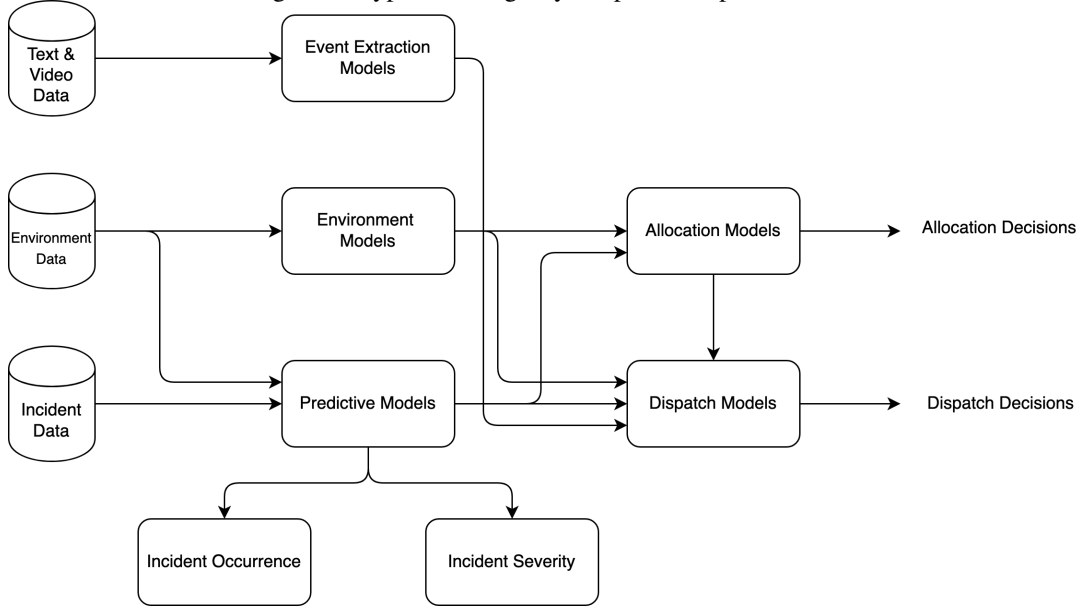 Text &
Video
Data
Event Extraction
Models
Environment
Data
Environment
Models
Allocation Models
Allocation Decisions
Incident
Data
Predictive Models
Dispatch Models
Dispatch Decisions
Incident Occurrence
Incident Severity